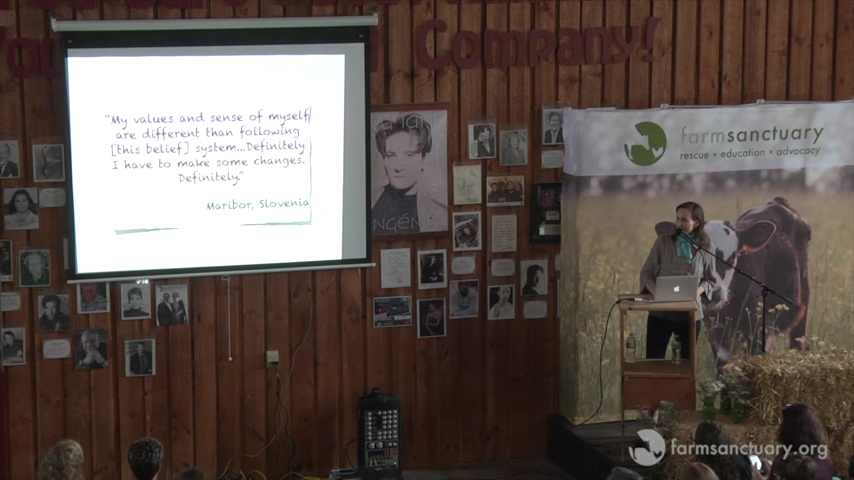 You
Company!
"My values and sense of myself
are different than following
[this belief] system...Definitely
I have to make some changes.
Definitely."
Maribor, Slovenia
farmsanctuary
rescue • education • advocacy
farmsanctuary.org